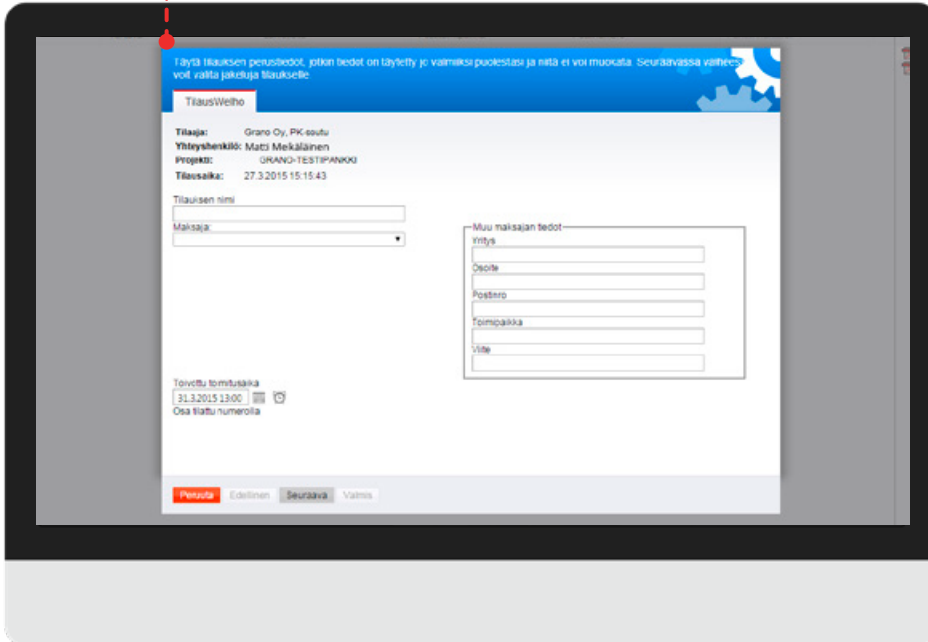 Täytä tilauksen perustiedot, jotkin tiedot on täytetty jo valmiiksi puolestasi ja niitä ei voi muokata. Seuraavassa vaiheessa
voit valita jakeluja tilaukselle.
TilausWelho
Tilaaja: Grano Oy, PK-seutu
Yhteyshenkilö: Matti Meikäläinen
Projekti: GRANO-TESTIPANKKI
Tilausaika: 27.3.2015 15:15:43
Tilauksen nimi
Maksaja:
Muu maksajan tiedot
Yritys
Osoite
Postinro
Toimipaikka
Viite
Toivottu toimitusaika
31.3.2015 13:00
Osa tilattu numerolla
Peruuta Edellinen Seuraava Valmis